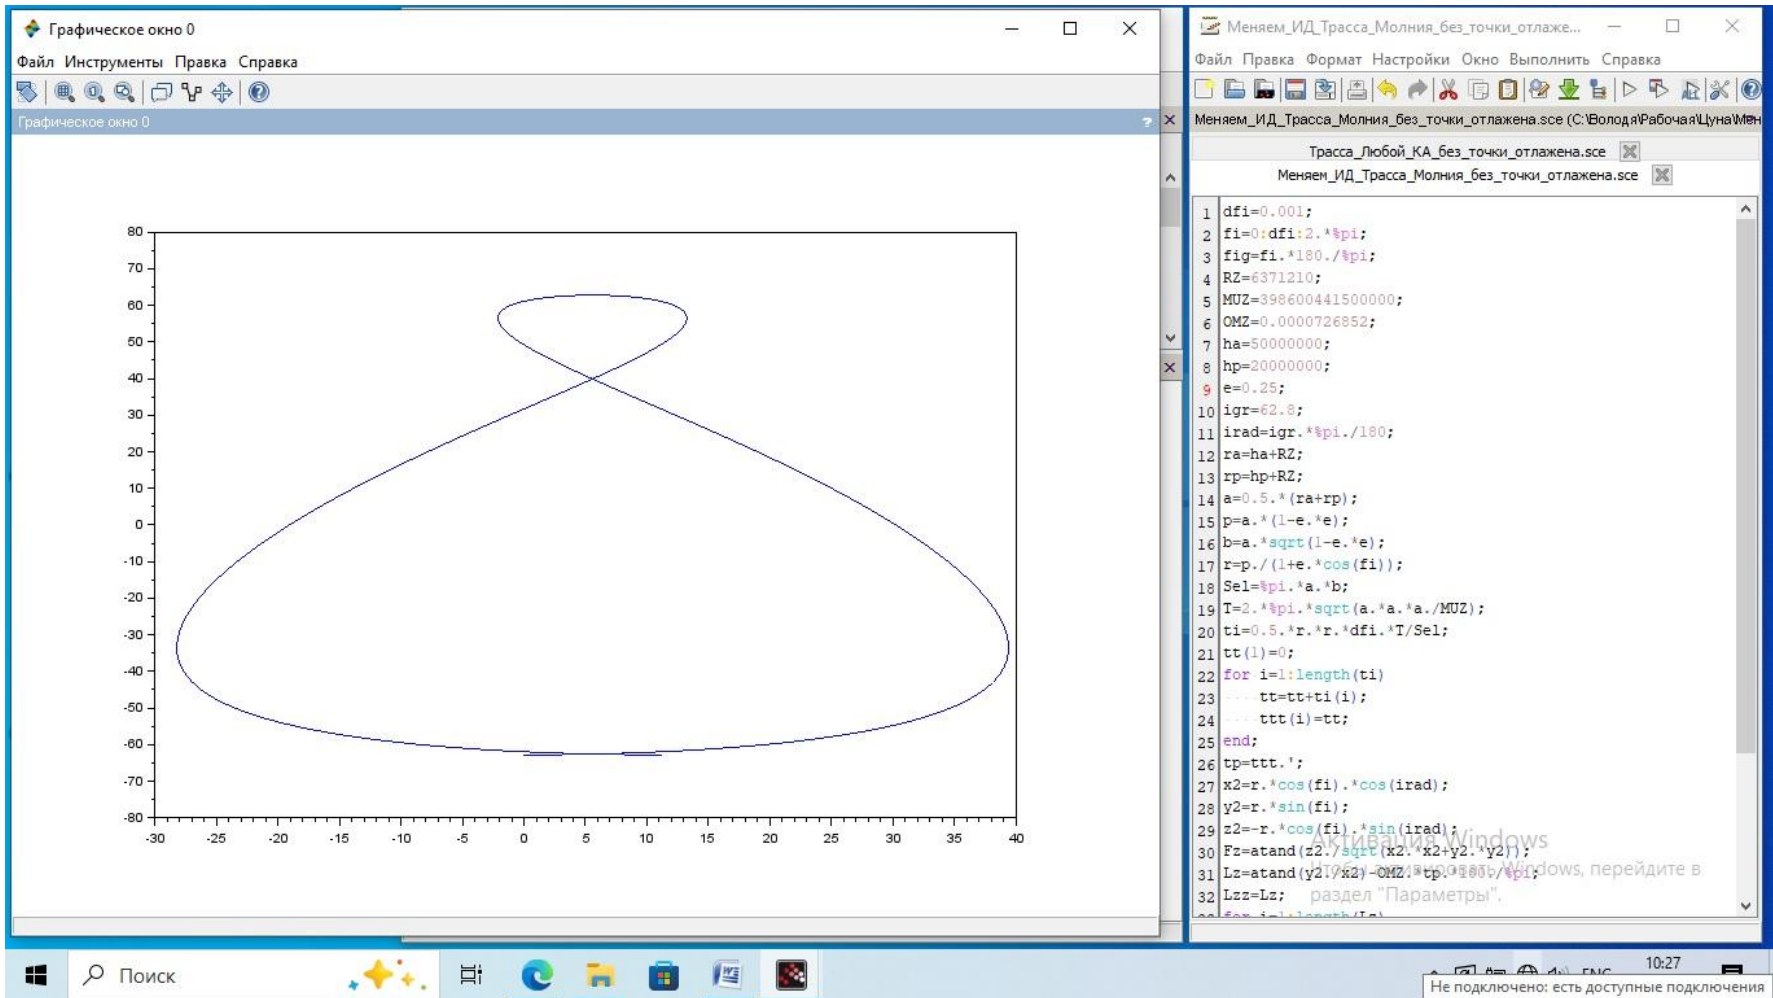 Графическое окно 0
Файл Инструменты Правка Справка
Графическое окно 0
?
80
70
60
50
40
30
20
10
0
-10
-20
-30
-40
-50
-60
-70
-80
-30 -25 -20 -15 -10 -5 0 5 10 15 20 25 30 35 40
Меняем_ИД_Трасса_Молния_без_точки_отлаже...
Файл Правка Формат Настройки Окно Выполнить Справка
Меняем_ИД_Трасса_Молния_без_точки_отлажена.sce (C:\Володя\Рабочая\Цуна\Мен
Трасса_Любой_КА_без_точки_отлажена.sce
Меняем_ИД_Трасса_Молния_без_точки_отлажена.sce
1 dfi=0.001;
2 fi=0:dfi:2.*%pi;
3 fig=fi.*180./%pi;
4 RZ=6371210;
5 MUZ=398600441500000;
6 OMZ=0.0000726852;
7 ha=50000000;
8 hp=20000000;
9 e=0.25;
10 igr=62.8;
11 irad=igr.*%pi./180;
12 ra=ha+RZ;
13 rp=hp+RZ;
14 a=0.5.*(ra+rp);
15 p=a.*(1-e.*e);
16 b=a.*sqrt(1-e.*e);
17 r=p./(1+e.*cos(fi));
18 Sel=%pi.*a.*b;
19 T=2.*%pi.*sqrt(a.*a.*a./MUZ);
20 ti=0.5.*r.*r.*dfi.*T/Sel;
21 tt(1)=0;
22 for i=1:length(ti)
23 tt=tt+ti(i);
24 ttt(i)=tt;
25 end;
26 tp=ttt.';
27 x2=r.*cos(fi).*cos(irad);
28 y2=r.*sin(fi);
29 z2=-r.*cos(fi).*sin(irad);
30 Fz=atand(z2./sqrt(x2.*x2+y2.*y2));
31 Lz=atand(y2./x2)-OMZ.*tp.*180./%pi;
32 Lzz=Lz;
Активация Windows
Чтобы активировать Windows, перейдите в
раздел "Параметры".
Поиск
10:27
Не подключено: есть доступные подключения